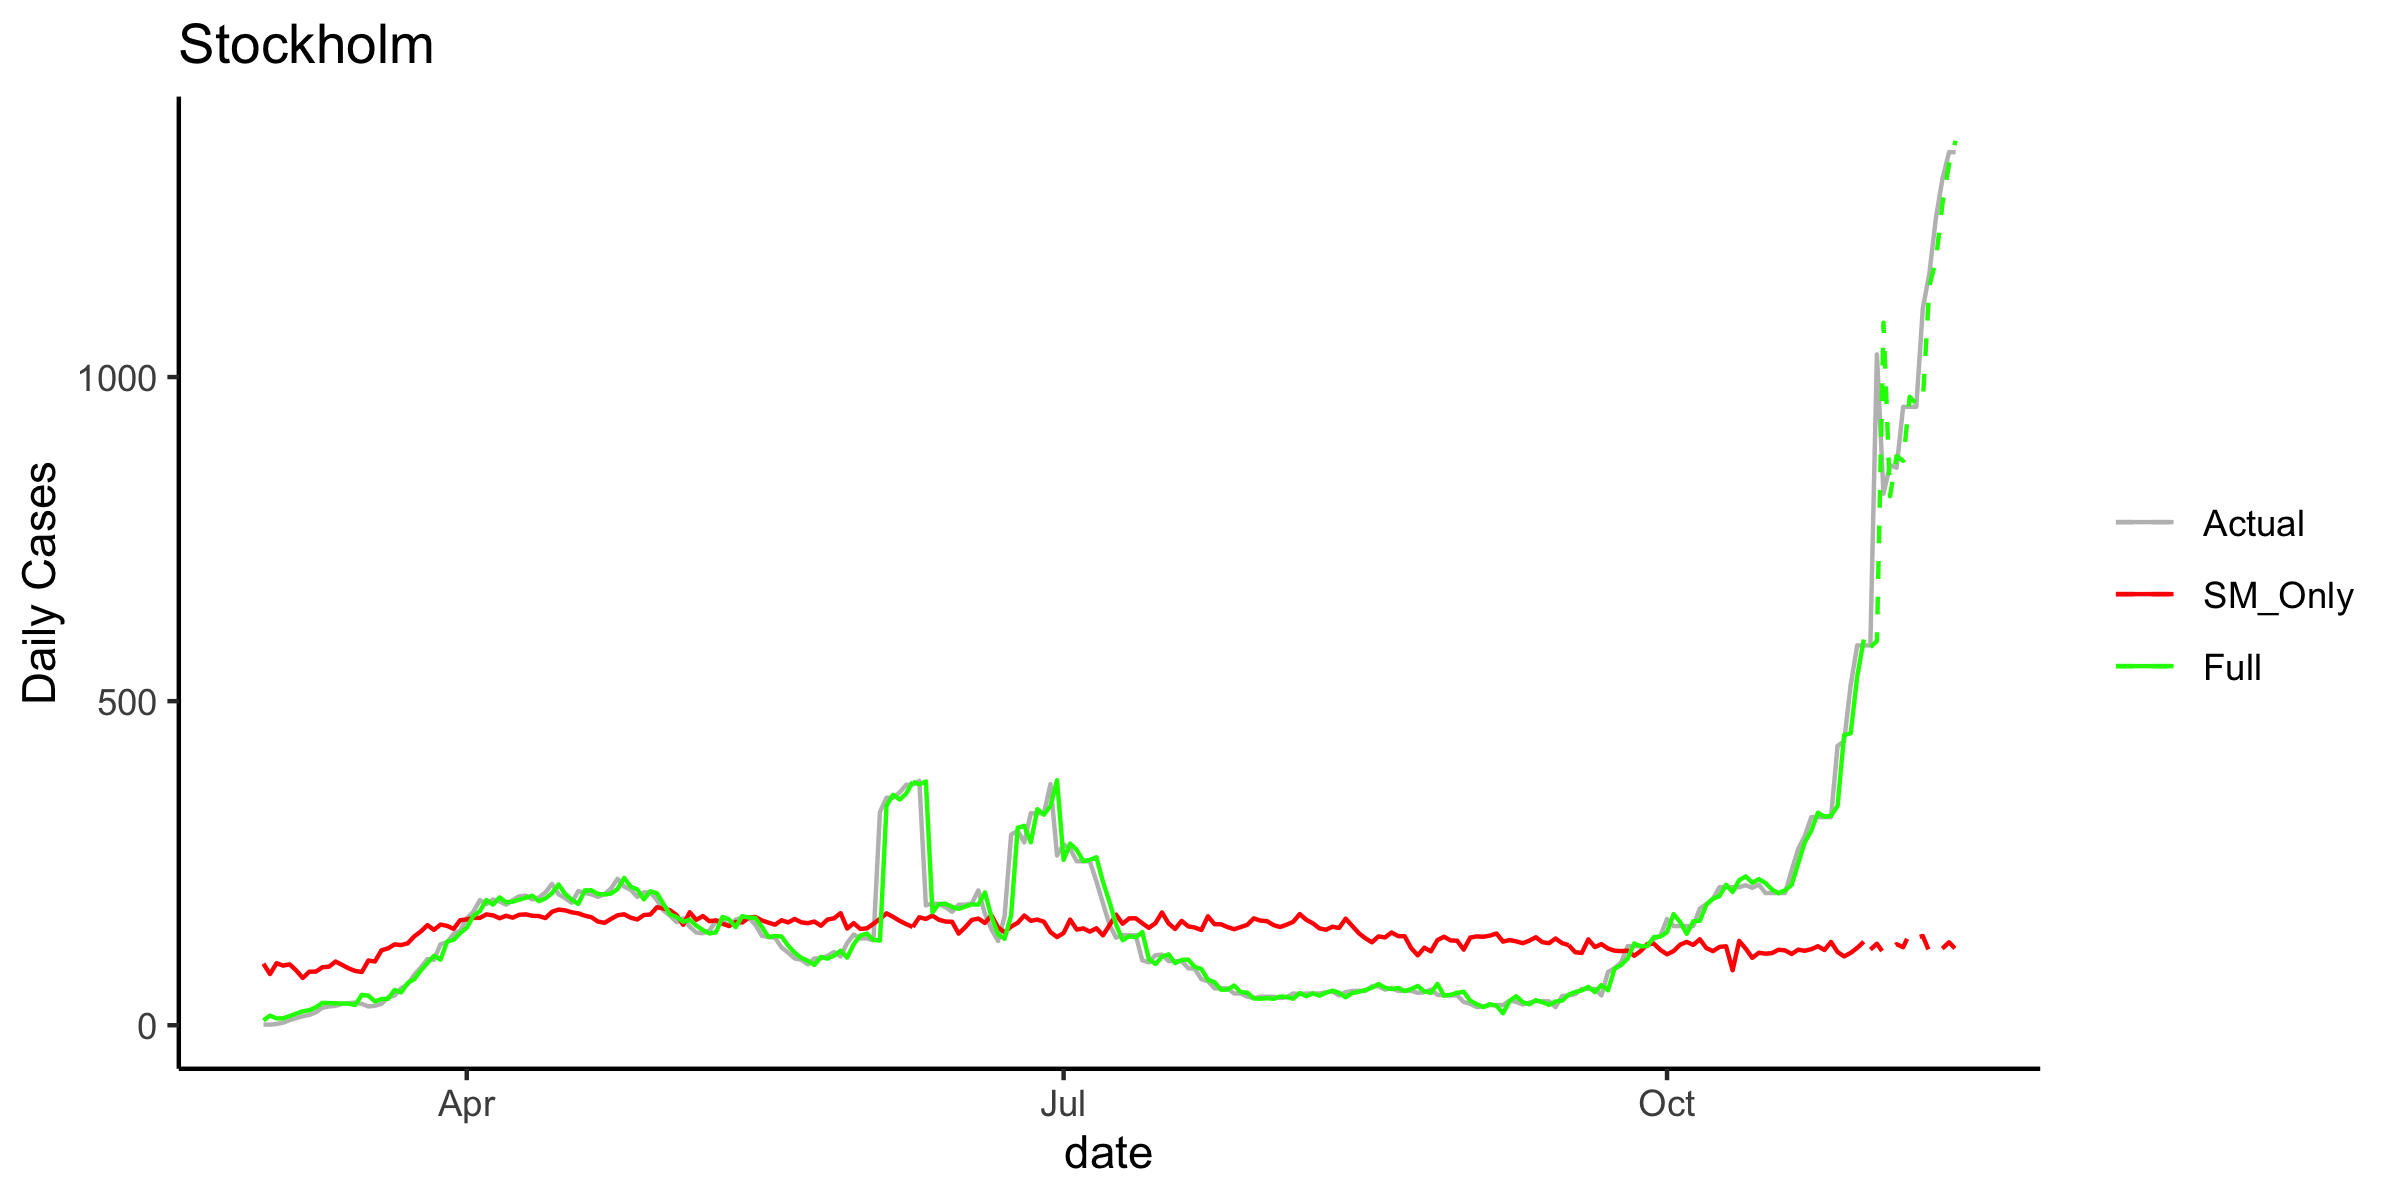 Stockholm
Daily Cases
1000
500
0
Apr
Jul
Oct
date
Actual
SM_Only
Full